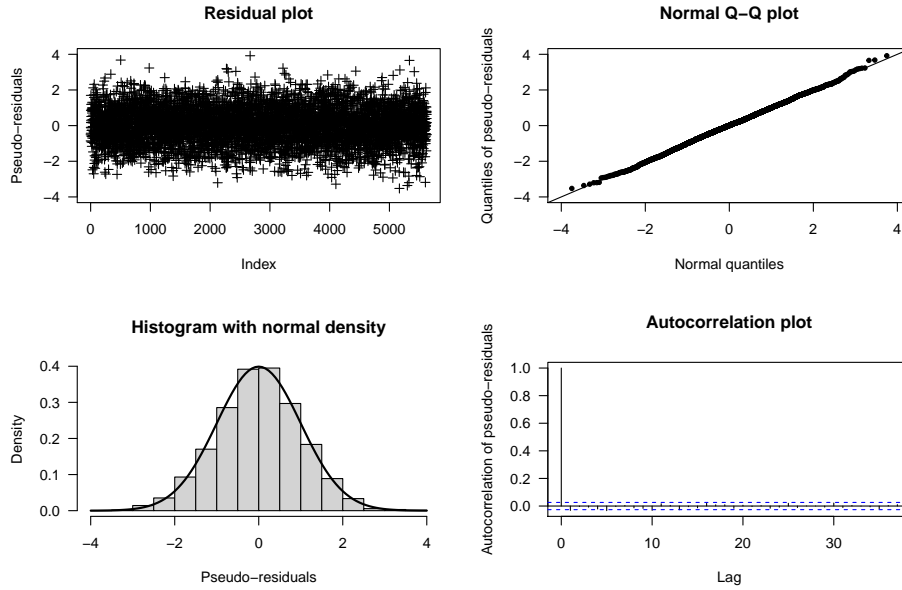 Residual plot
Pseudo−residuals
4
2
0
−2
−4
0 1000 2000 3000 4000 5000
Index
Normal Q−Q plot
Quantiles of pseudo−residuals
4
2
0
−2
−4
−4 −2 0 2 4
Normal quantiles
Histogram with normal density
Density
0.4
0.3
0.2
0.1
0.0
−4 −2 0 2 4
Pseudo−residuals
Autocorrelation plot
Autocorrelation of pseudo−residuals
1.0
0.8
0.6
0.4
0.2
0.0
0 10 20 30
Lag